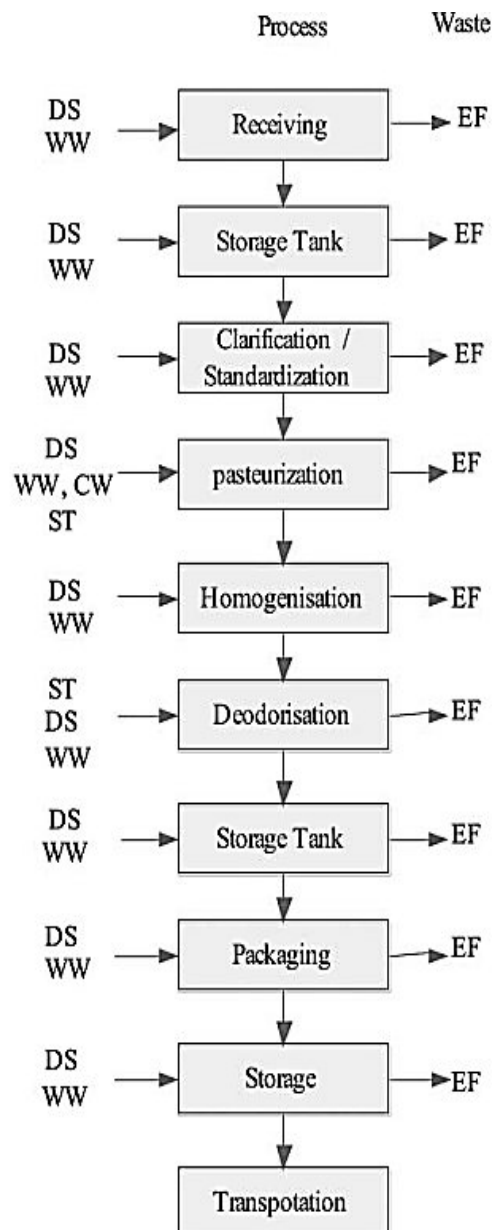 Process Waste
DS
WW
Receiving
EF
DS
WW
Storage Tank
EF
DS
WW
Clarification /
Standardization
EF
DS
WW, CW
ST
pasteurization
EF
DS
WW
Homogenisation
EF
ST
DS
WW
Deodorisation
EF
DS
WW
Storage Tank
EF
DS
WW
Packaging
EF
DS
WW
Storage
EF
Transpotation